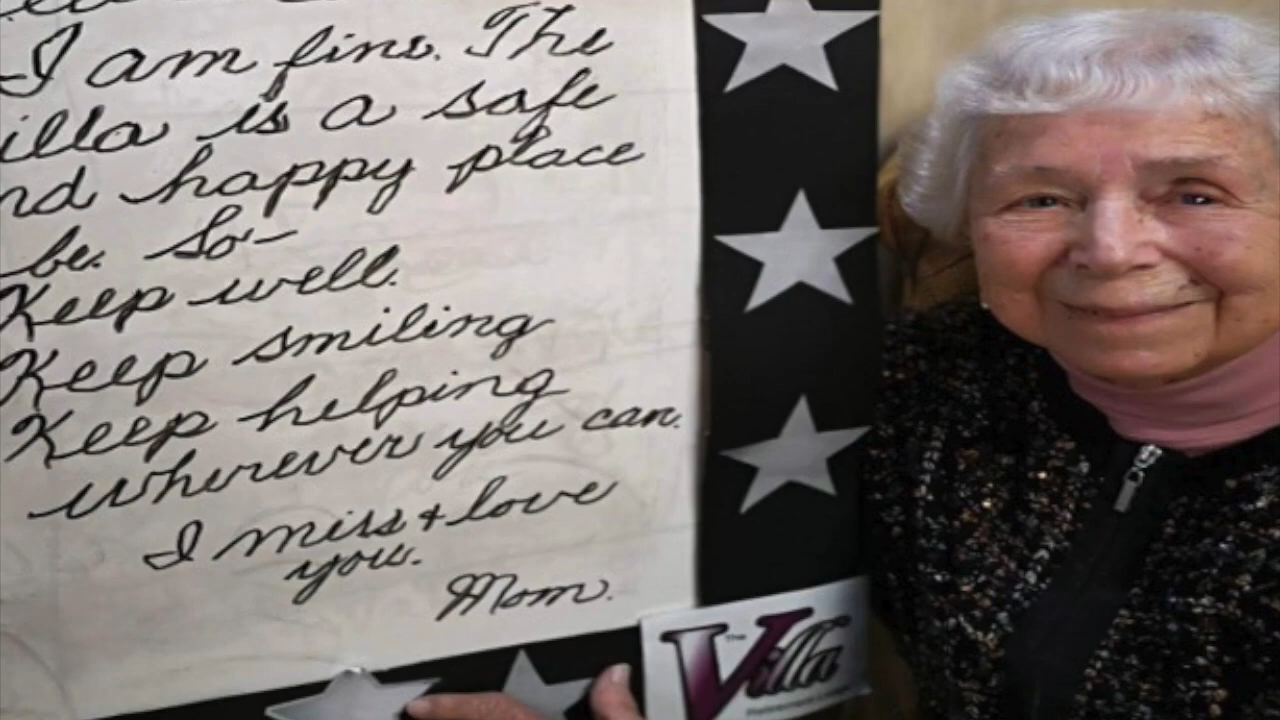 I am fine. The
illa is a safe
nd happy place
be. So-
Keep well.
Keep smiling
Keep helping
wherever you can.
I miss + love
you.
Mom.
The
Villa